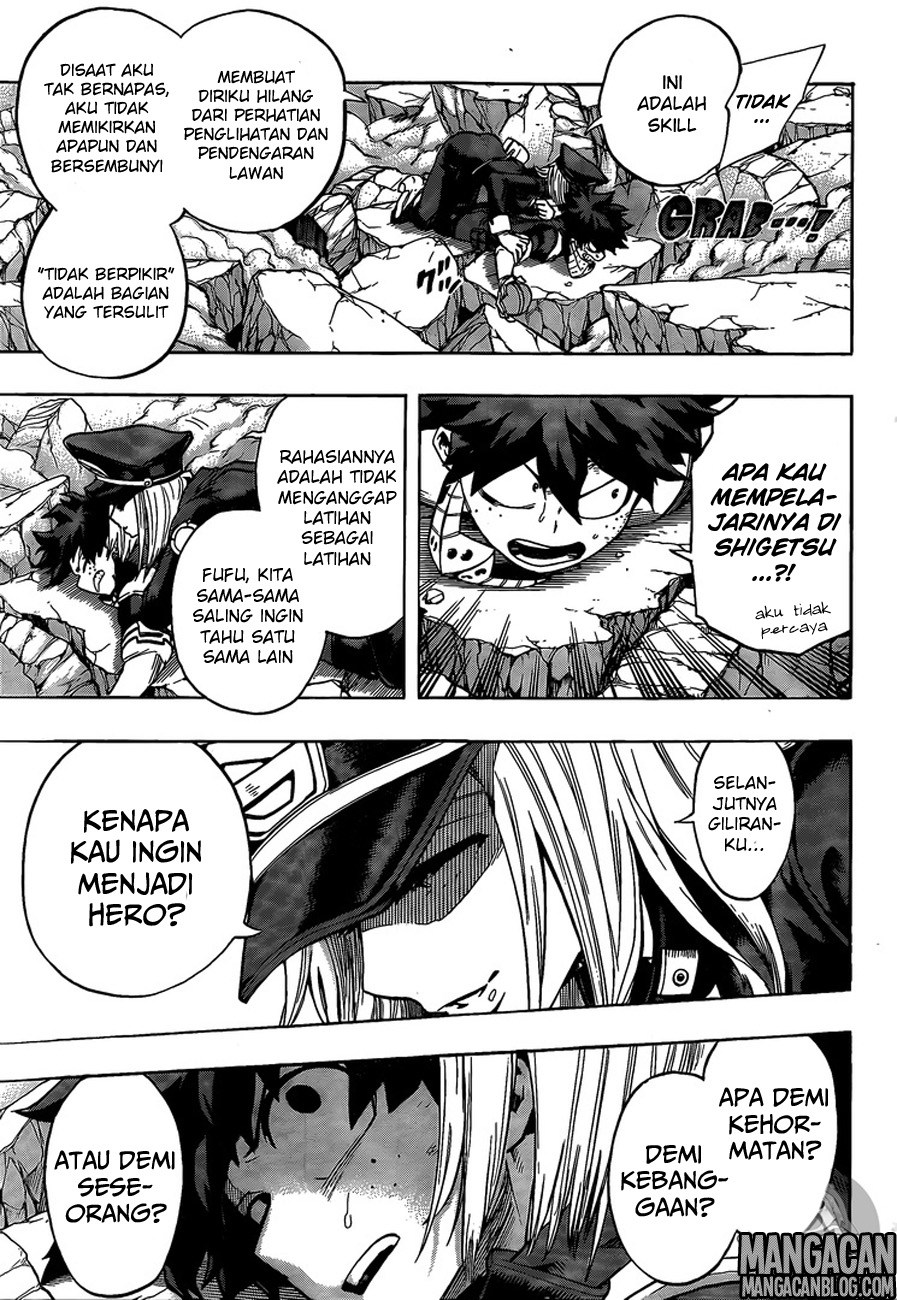 TIDAK
...
INI
ADALAH
SKILL
MEMBUAT
DIRIKU HILANG
DARI PERHATIAN
PENGLIHATAN DAN
PENDENGARAN
LAWAN
DISAAT AKU
TAK BERNAPAS,
AKU TIDAK
MEMIKIRKAN
APAPUN DAN
BERSEMBUNYI
"TIDAK BERPIKIR"
ADALAH BAGIAN
YANG TERSULIT
GRAB...!
グッ
APA KAU
MEMPELA-
JARINYA DI
SHIGETSU
...?!
aku tidak
percaya
RAHASIANNYA
ADALAH TIDAK
MENGANGGAP
LATIHAN
SEBAGAI
LATIHAN
FUFU, KITA
SAMA-SAMA
SALING INGIN
TAHU SATU
SAMA LAIN
SELAN-
JUTNYA
GILIRAN-
KU...
KENAPA
KAU INGIN
MENJADI
HERO?
APA DEMI
KEHOR-
MATAN?
DEMI
KEBANG-
GAAN?
ATAU DEMI
SESE-
ORANG?
MANGACAN
MANGACANBLOG.COM